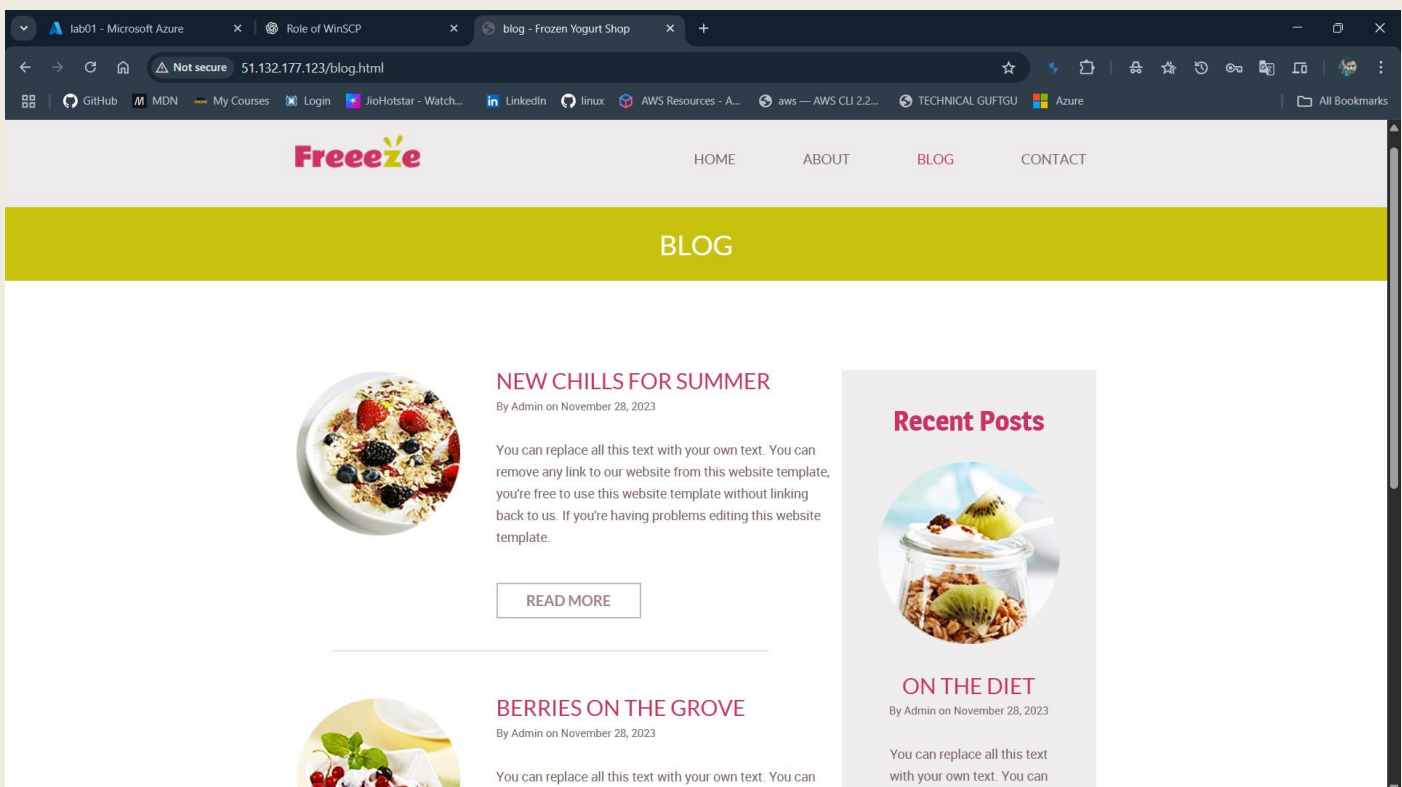 lab01 - Microsoft Azure
Role of WinSCP
blog - Frozen Yogurt Shop
Not secure
51.132.177.123/blog.html
GitHub
MDN
My Courses
Login
JioHotstar - Watch...
LinkedIn
linux
AWS Resources - A...
aws — AWS CLI 2.2...
TECHNICAL GUFTGU
Azure
All Bookmarks
Freeeze
HOME
ABOUT
BLOG
CONTACT
BLOG
NEW CHILLS FOR SUMMER
By Admin on November 28, 2023
You can replace all this text with your own text. You can
remove any link to our website from this website template,
you're free to use this website template without linking
back to us. If you're having problems editing this website
template.
READ MORE
BERRIES ON THE GROVE
By Admin on November 28, 2023
You can replace all this text with your own text. You can
Recent Posts
ON THE DIET
By Admin on November 28, 2023
You can replace all this text
with your own text. You can